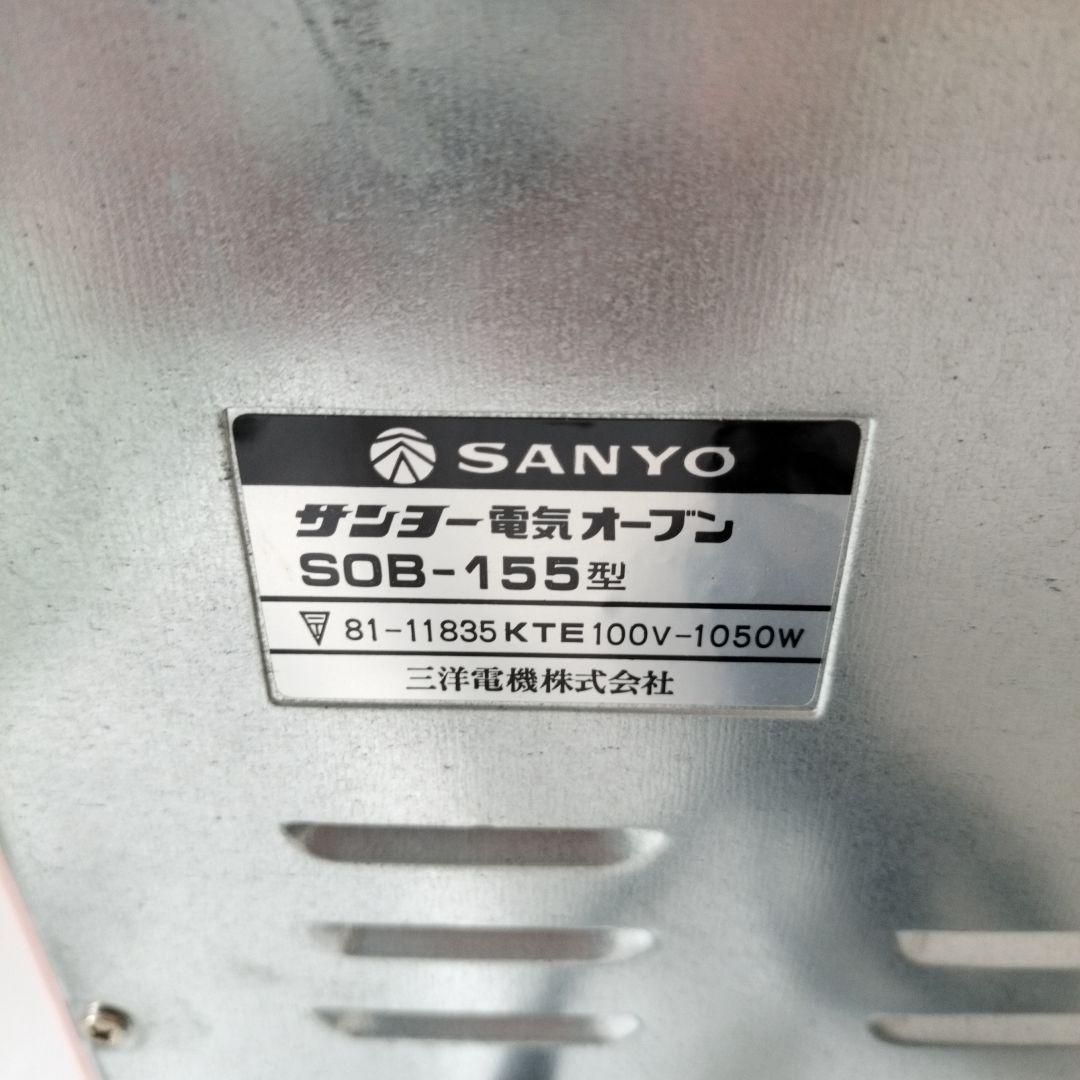 SANYO
サンヨー電気オーブン
SOB-155型
〒 81-11835 KTE 100V-1050W
三洋電機株式会社